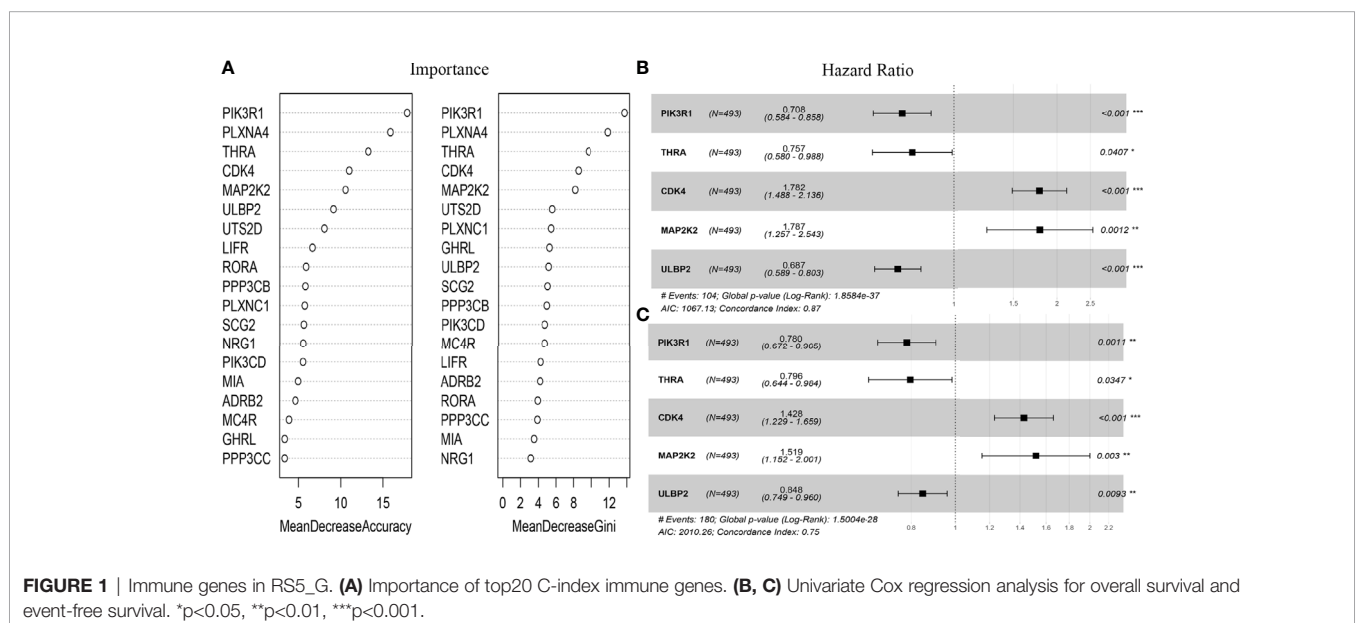 A
Importance
PIK3R1
PLXNA4
THRA
CDK4
MAP2K2
ULBP2
UTS2D
LIFR
RORA
PPP3CB
PLXNC1
SCG2
NRG1
PIK3CD
MIA
ADRB2
MC4R
GHRL
PPP3CC
5 10 15
MeanDecreaseAccuracy
PIK3R1
PLXNA4
THRA
CDK4
MAP2K2
UTS2D
PLXNC1
GHRL
ULBP2
SCG2
PPP3CB
PIK3CD
MC4R
LIFR
ADRB2
RORA
PPP3CC
MIA
NRG1
0 2 4 6 8 12
MeanDecreaseGini
B
Hazard Ratio
PIK3R1 (N=493) 0.708 <0.001 ***
(0.584 - 0.858)
THRA (N=493) 0.757 0.0407 *
(0.580 - 0.988)
CDK4 (N=493) 1.782 <0.001 ***
(1.488 - 2.136)
MAP2K2 (N=493) 1.787 0.0012 **
(1.257 - 2.543)
ULBP2 (N=493) 0.687 <0.001 ***
(0.589 - 0.803)
# Events: 104; Global p-value (Log-Rank): 1.8584e-37
AIC: 1067.13; Concordance Index: 0.87
1 1.5 2 2.5
C
PIK3R1 (N=493) 0.780 0.0011 **
(0.672 - 0.905)
THRA (N=493) 0.796 0.0347 *
(0.644 - 0.984)
CDK4 (N=493) 1.428 <0.001 ***
(1.229 - 1.659)
MAP2K2 (N=493) 1.519 0.003 **
(1.152 - 2.001)
ULBP2 (N=493) 0.848 0.0093 **
(0.749 - 0.960)
# Events: 180; Global p-value (Log-Rank): 1.5004e-28
AIC: 2010.26; Concordance Index: 0.75
0.8 1 1.2 1.4 1.6 1.8 2 2.2
FIGURE 1 | Immune genes in RS5_G. (A) Importance of top20 C-index immune genes. (B, C) Univariate Cox regression analysis for overall survival and
event-free survival. *p<0.05, **p<0.01, ***p<0.001.